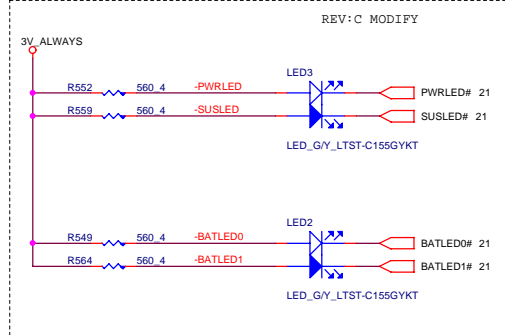 REV:C MODIFY
3V_ALWAYS
LED3
R552 560_4 -PWRLED PWRLED# 21
R559 560_4 -SUSLED SUSLED# 21
LED_G/Y_LTST-C155GYKT
LED2
R549 560_4 -BATLED0 BATLED0# 21
R564 560_4 -BATLED1 BATLED1# 21
LED_G/Y_LTST-C155GYKT